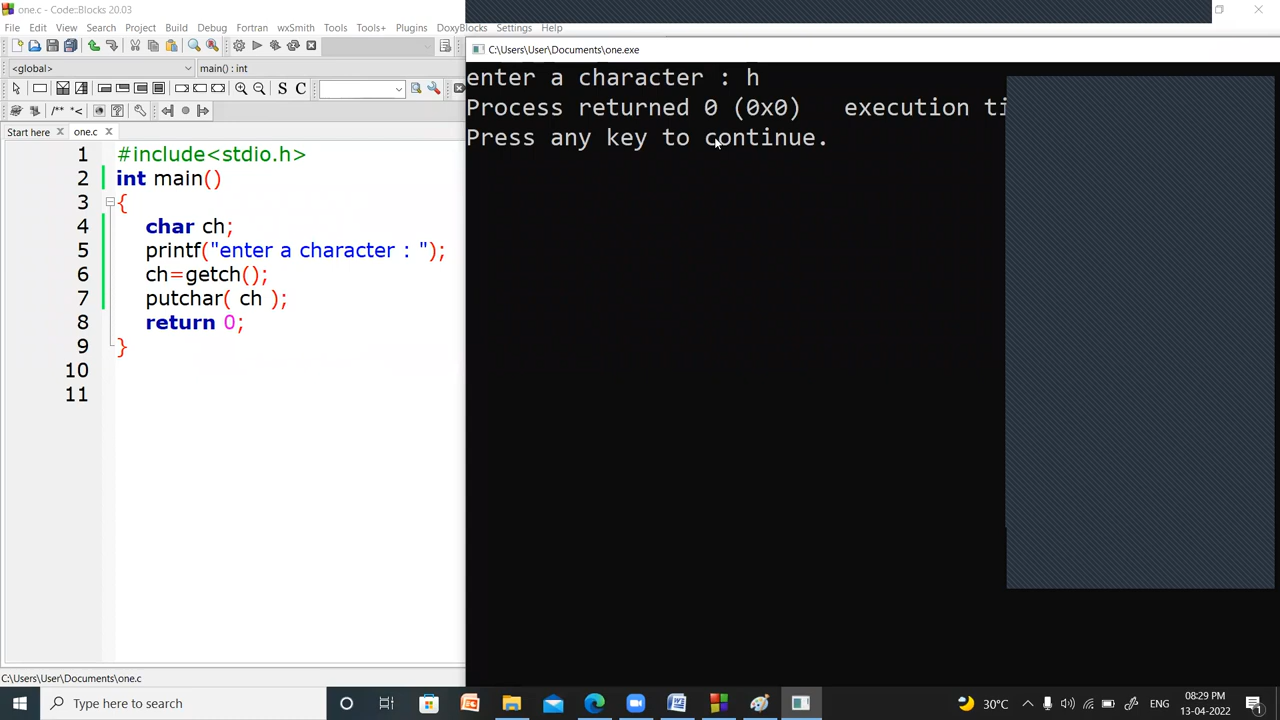 one.c - Code::Blocks 20.03
File Edit View Search Project Build Debug Fortran wxSmith Tools Tools+ Plugins DoxyBlocks Settings Help
<global>
main() : int
S C
/** *<
Start here
one.c
1 #include<stdio.h>
2 int main()
3 {
4 char ch;
5 printf("enter a character : ");
6 ch=getch();
7 putchar( ch );
8 return 0;
9 }
10
11
C:\Users\User\Documents\one.c
C:\Users\User\Documents\one.exe
enter a character : h
Process returned 0 (0x0) execution ti
Press any key to continue.
Type here to search
30°C
ENG
08:29 PM
13-04-2022